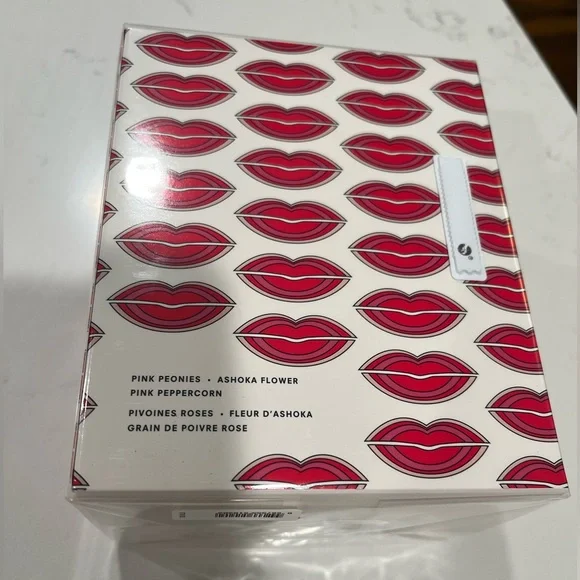 PINK PEONIES • ASHOKA FLOWER
PINK PEPPERCORN
PIVOINES ROSES • FLEUR D'ASHOKA
GRAIN DE POIVRE ROSE